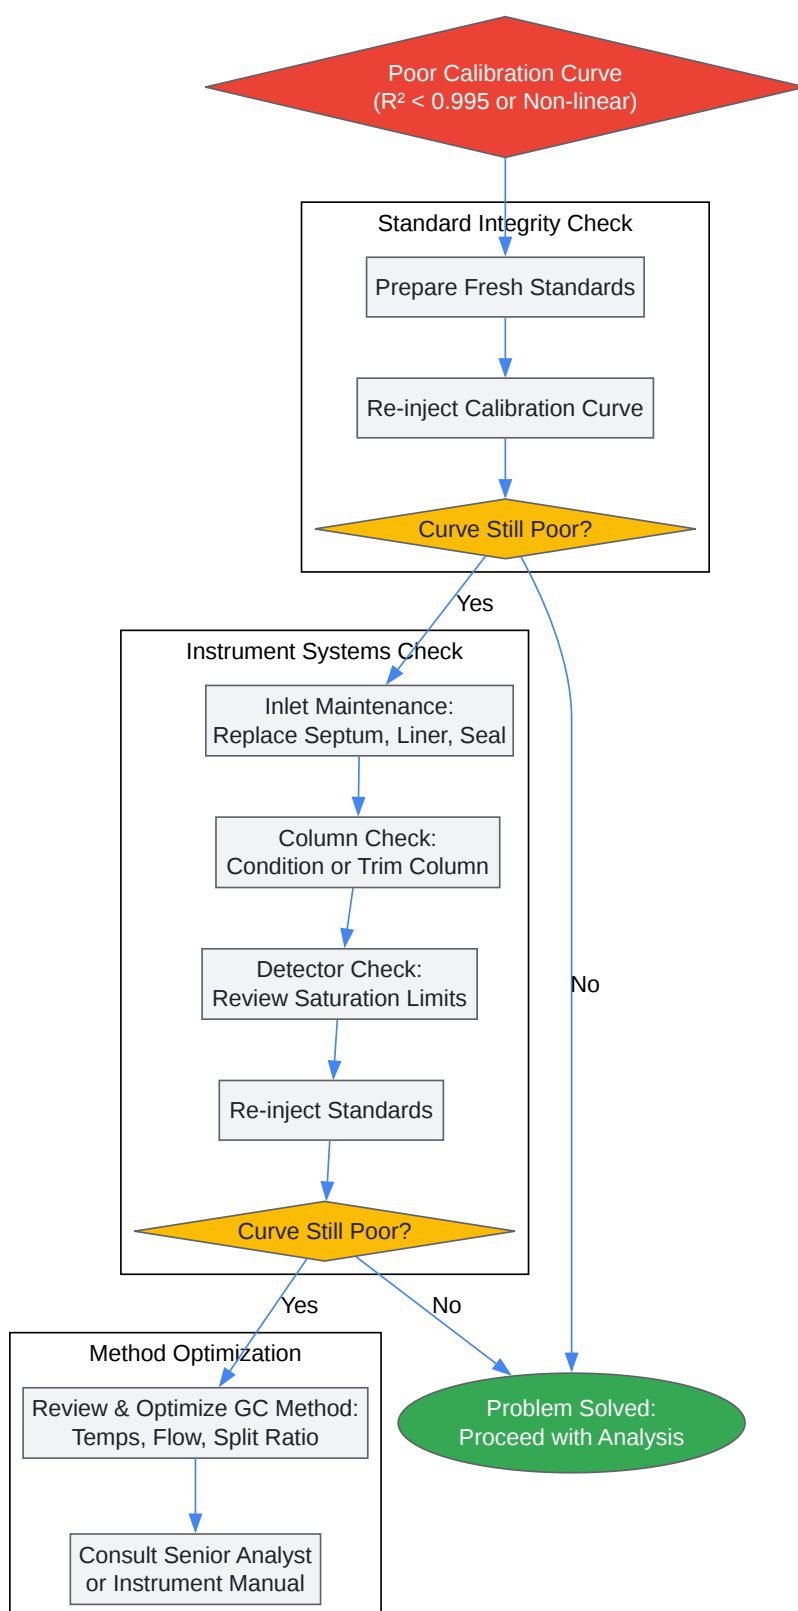 Poor Calibration Curve
(R² < 0.995 or Non-linear)
Standard Integrity Check
Prepare Fresh Standards
Re-inject Calibration Curve
Curve Still Poor?
Yes
Instrument Systems Check
Inlet Maintenance:
Replace Septum, Liner, Seal
Column Check:
Condition or Trim Column
Detector Check:
Review Saturation Limits
No
Re-inject Standards
Curve Still Poor?
Yes
No
Method Optimization
Review & Optimize GC Method:
Temps, Flow, Split Ratio
Problem Solved:
Proceed with Analysis
Consult Senior Analyst
or Instrument Manual